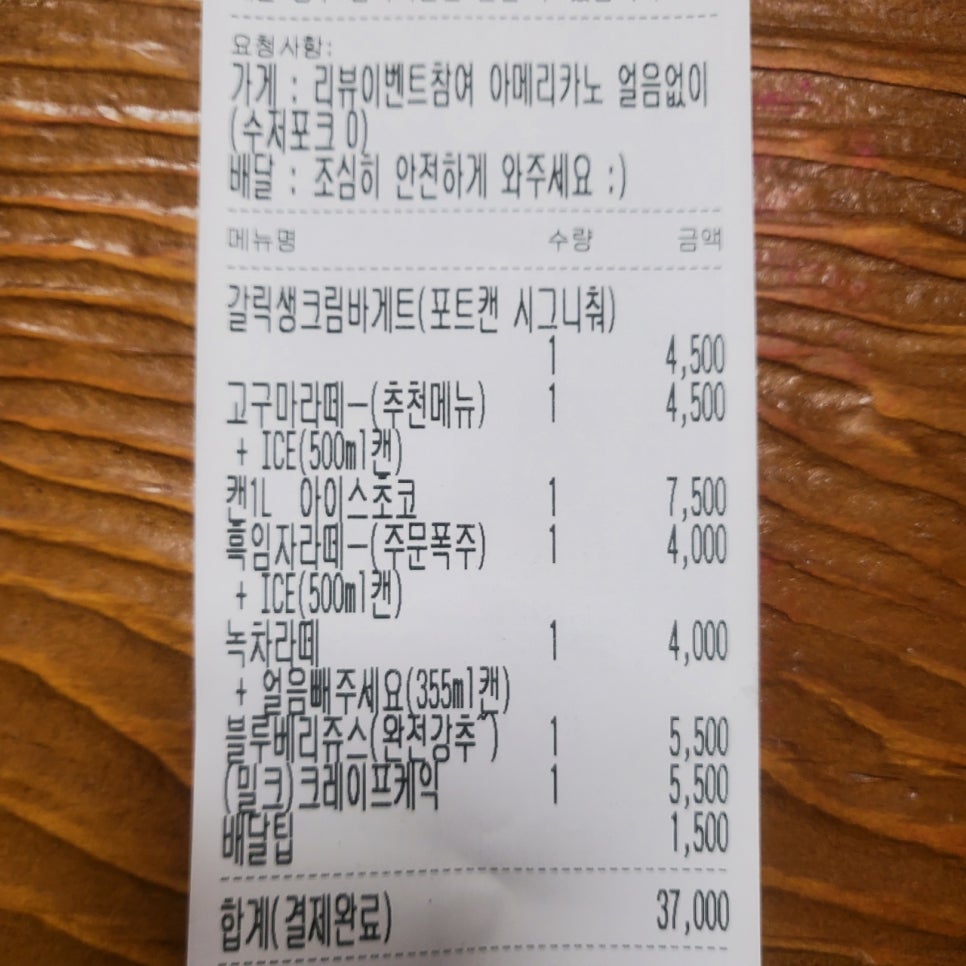 요청사항:
가게 : 리뷰이벤트참여 아메리카노 얼음없이
(수저포크 O)
배달 : 조심히 안전하게 와주세요 :)
메뉴명 수량 금액
갈릭생크림바게트(포트캔 시그니춰)
1 4,500
고구마라떼-(추천메뉴) 1 4,500
+ ICE(500ml캔)
캔1L 아이스초코 1 7,500
흑임자라떼-(주문폭주) 1 4,000
+ ICE(500ml캔)
녹차라떼 1 4,000
+ 얼음빼주세요(355ml캔)
블루베리쥬스(완전강추^) 1 5,500
(밀크)크레이프케익 1 5,500
배달팁 1,500
합계(결제완료) 37,000